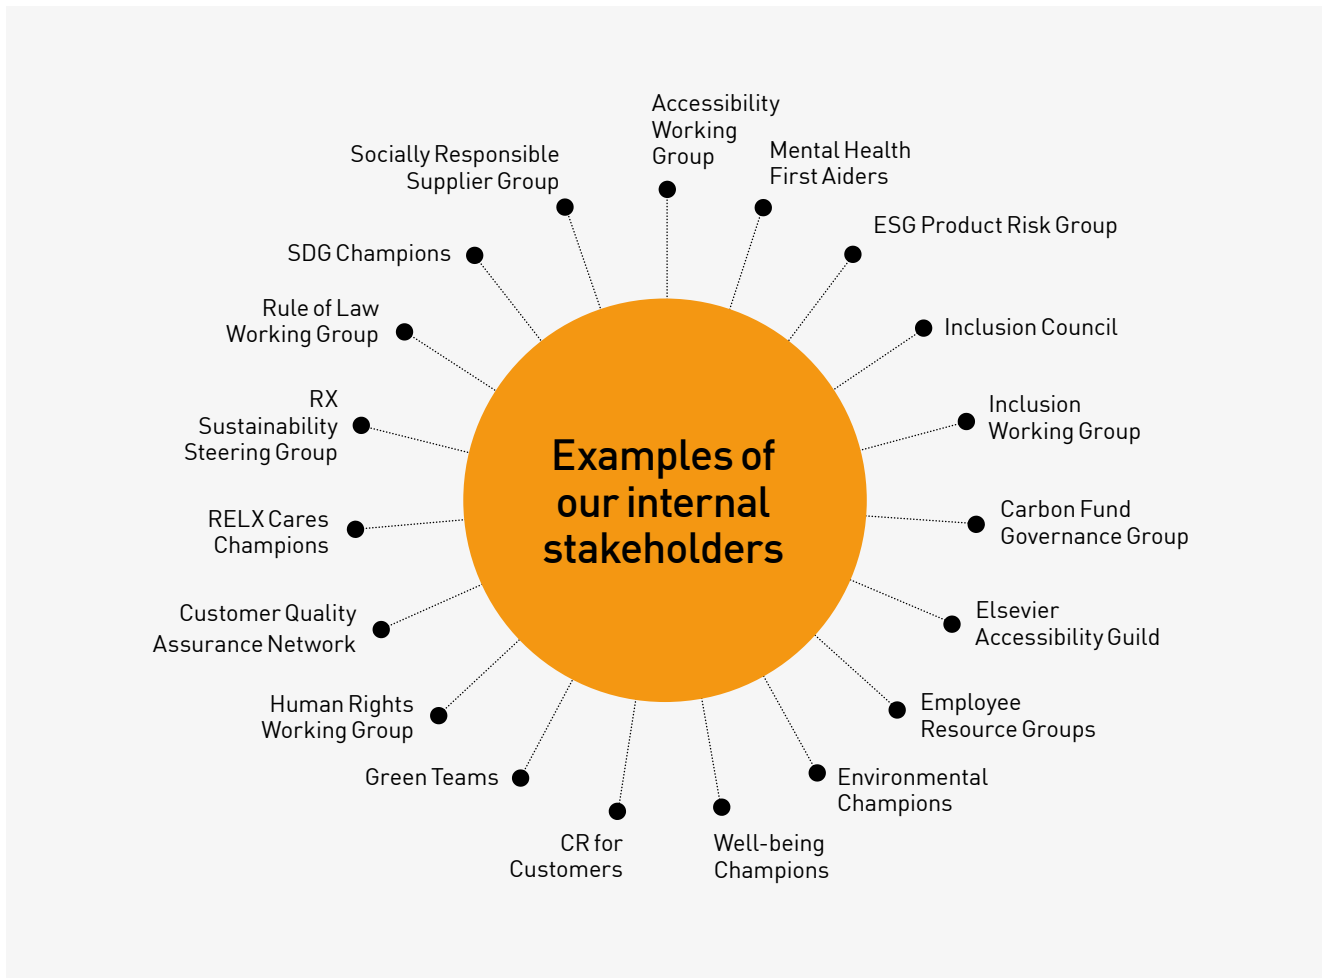 Accessibility
Working
Group
Mental Health
First Aiders
ESG Product Risk Group
Inclusion Council
Inclusion
Working Group
Carbon Fund
Governance Group
Elsevier
Accessibility Guild
Employee
Resource Groups
Environmental
Champions
Well-being
Champions
CR for
Customers
Green Teams
Human Rights
Working Group
Customer Quality
Assurance Network
RELX Cares
Champions
RX
Sustainability
Steering Group
Rule of Law
Working Group
SDG Champions
Socially Responsible
Supplier Group
Examples of
our internal
stakeholders